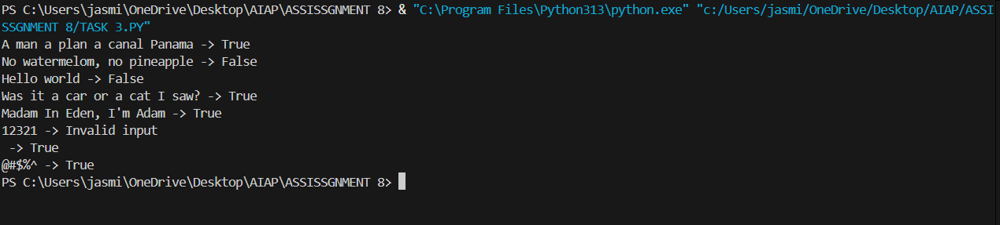 PS C:\Users\jasmi\OneDrive\Desktop\AIAP\ASSISSGNMENT 8> & "C:\Program Files\Python313\python.exe" "c:/Users/jasmi/OneDrive/Desktop/AIAP/ASSI
SSGNMENT 8/TASK 3.PY"
A man a plan a canal Panama -> True
No watermelom, no pineapple -> False
Hello world -> False
Was it a car or a cat I saw? -> True
Madam In Eden, I'm Adam -> True
12321 -> Invalid input
 -> True
@#$%^ -> True
PS C:\Users\jasmi\OneDrive\Desktop\AIAP\ASSISSGNMENT 8>